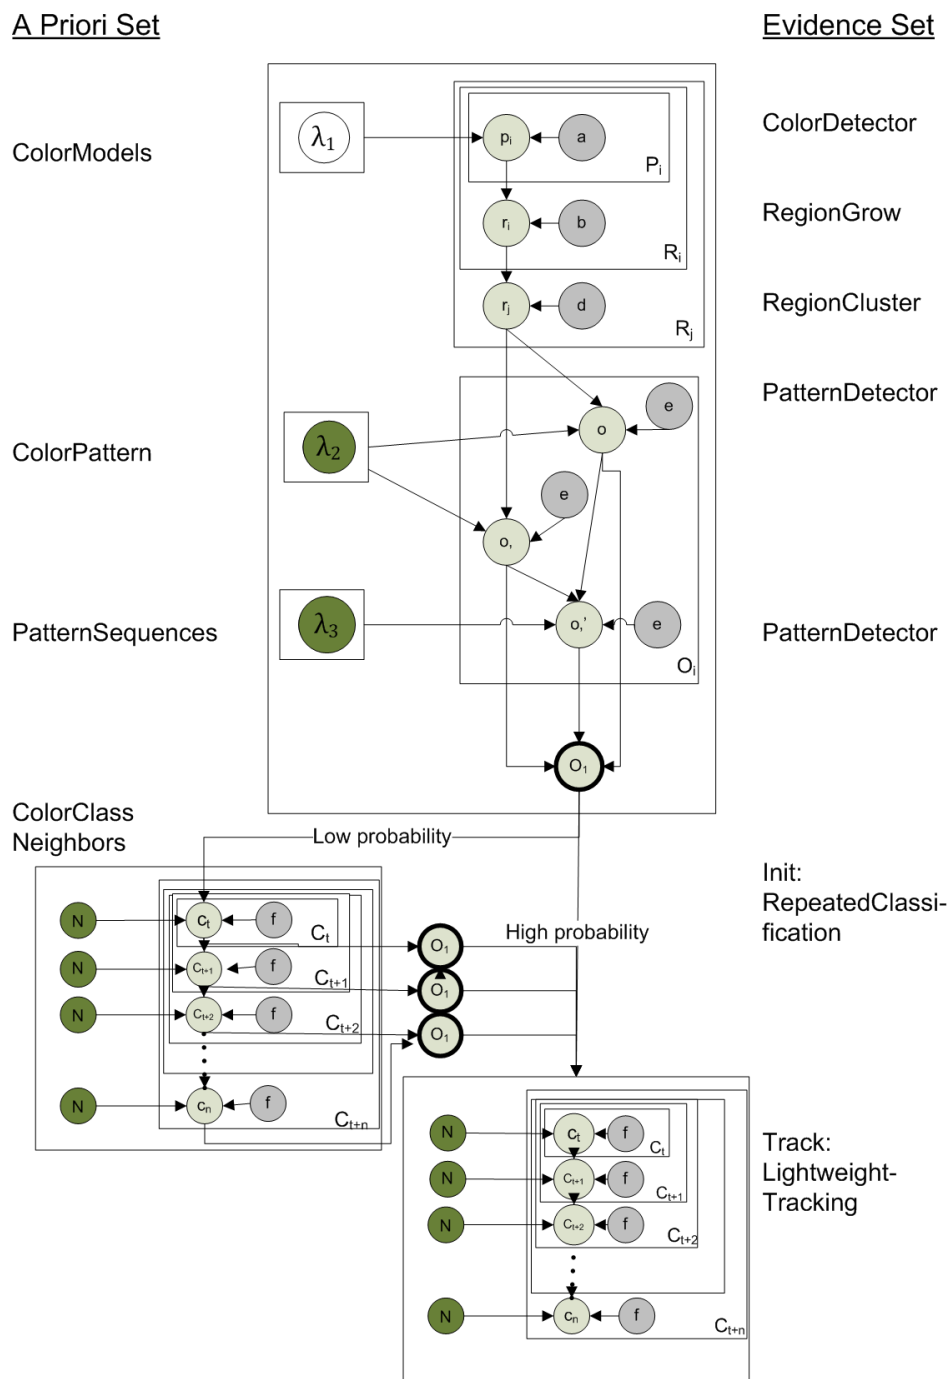 A Priori Set
Evidence Set
λ₁
pᵢ
a
Pᵢ
ColorDetector
ColorModels
rᵢ
b
Rᵢ
RegionGrow
rⱼ
d
Rⱼ
RegionCluster
PatternDetector
e
o
λ₂
ColorPattern
e
o,
PatternSequences
λ₃
o,’
e
Oᵢ
PatternDetector
O₁
ColorClass
Neighbors
Low probability
Init:
RepeatedClassi-
fication
N
cₜ
f
Cₜ
O₁
High probability
N
Cₜ₊₁
f
Cₜ₊₁
O₁
N
Cₜ₊₂
f
Cₜ₊₂
O₁
N
cₙ
f
Cₜ₊ₙ
N
cₜ
f
Cₜ
Track:
Lightweight-
Tracking
N
Cₜ₊₁
f
Cₜ₊₁
N
Cₜ₊₂
f
Cₜ₊₂
N
cₙ
f
Cₜ₊ₙ